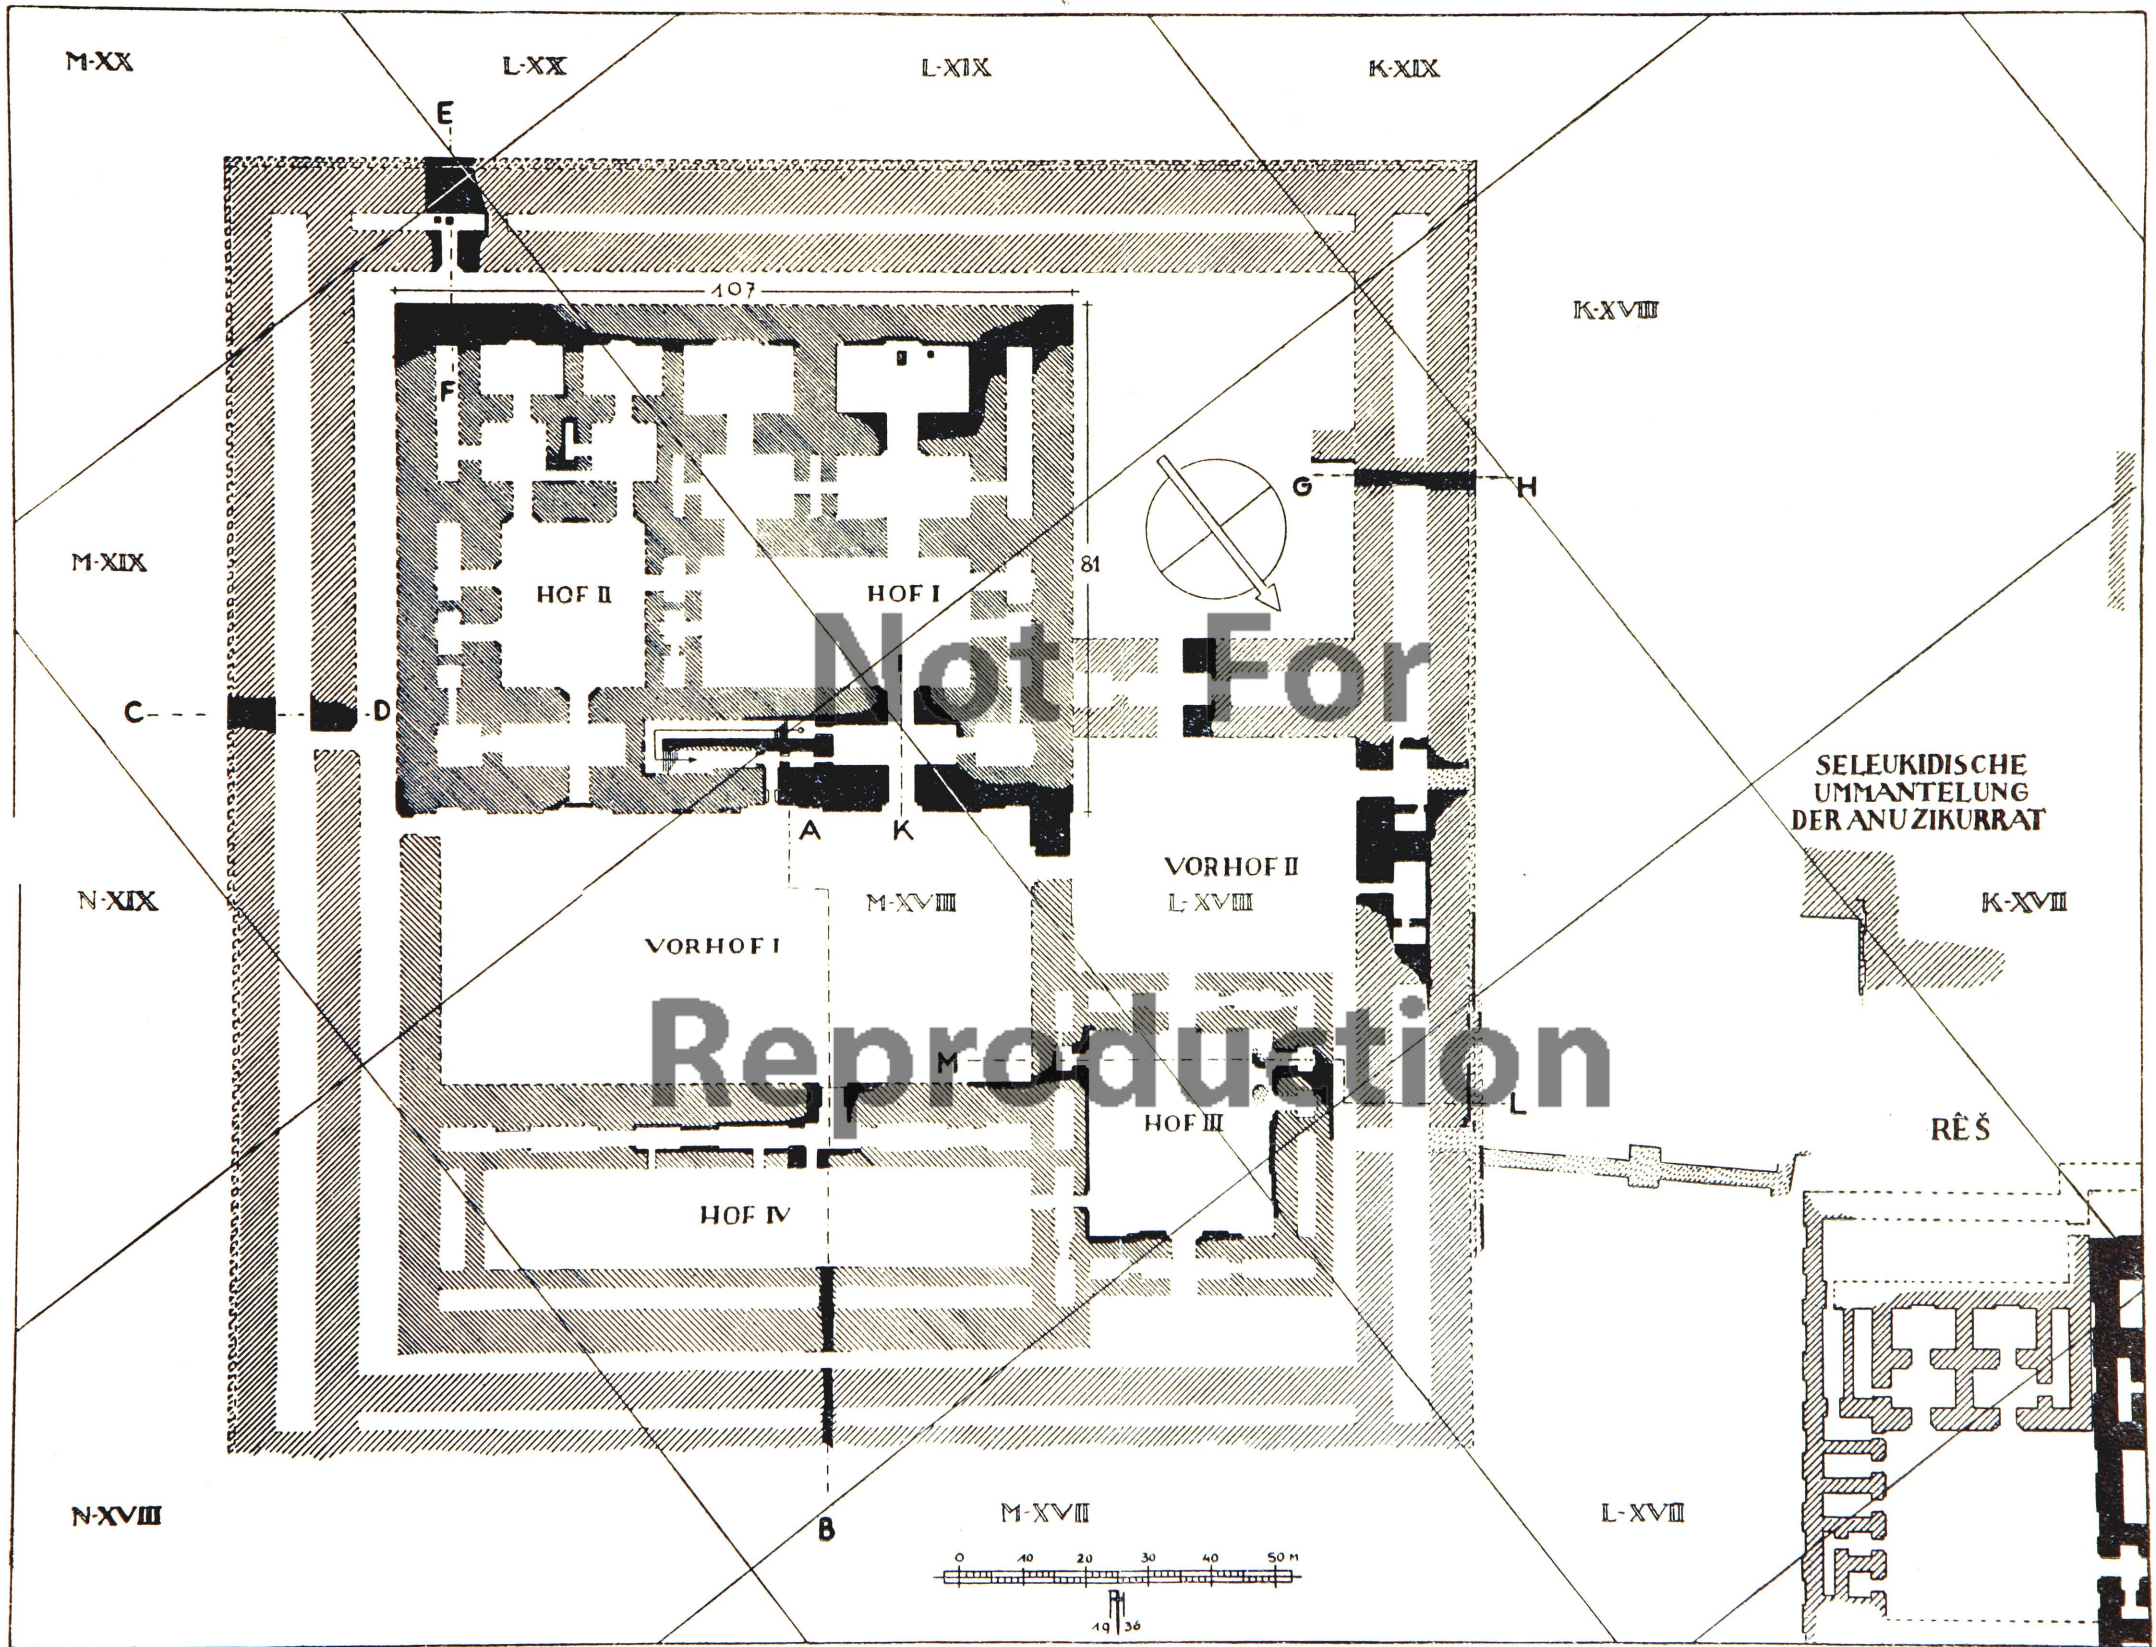 M-XX
L-XX
L-XIX
K-XIX
E
107
K-XVIII
F
G
H
M-XIX
81
HOF II
HOF I
Not For
C
D
SELEUKIDISCHE
UMMANTELUNG
DER ANU ZIKURRAT
A
K
VORHOF II
N-XIX
M-XVIII
L-XVIII
K-XVII
VORHOF I
Reproduction
M
L
HOF III
RÊŠ
HOF IV
N-XVIII
M-XVII
L-XVII
B
0 10 20 30 40 50 M
19 36